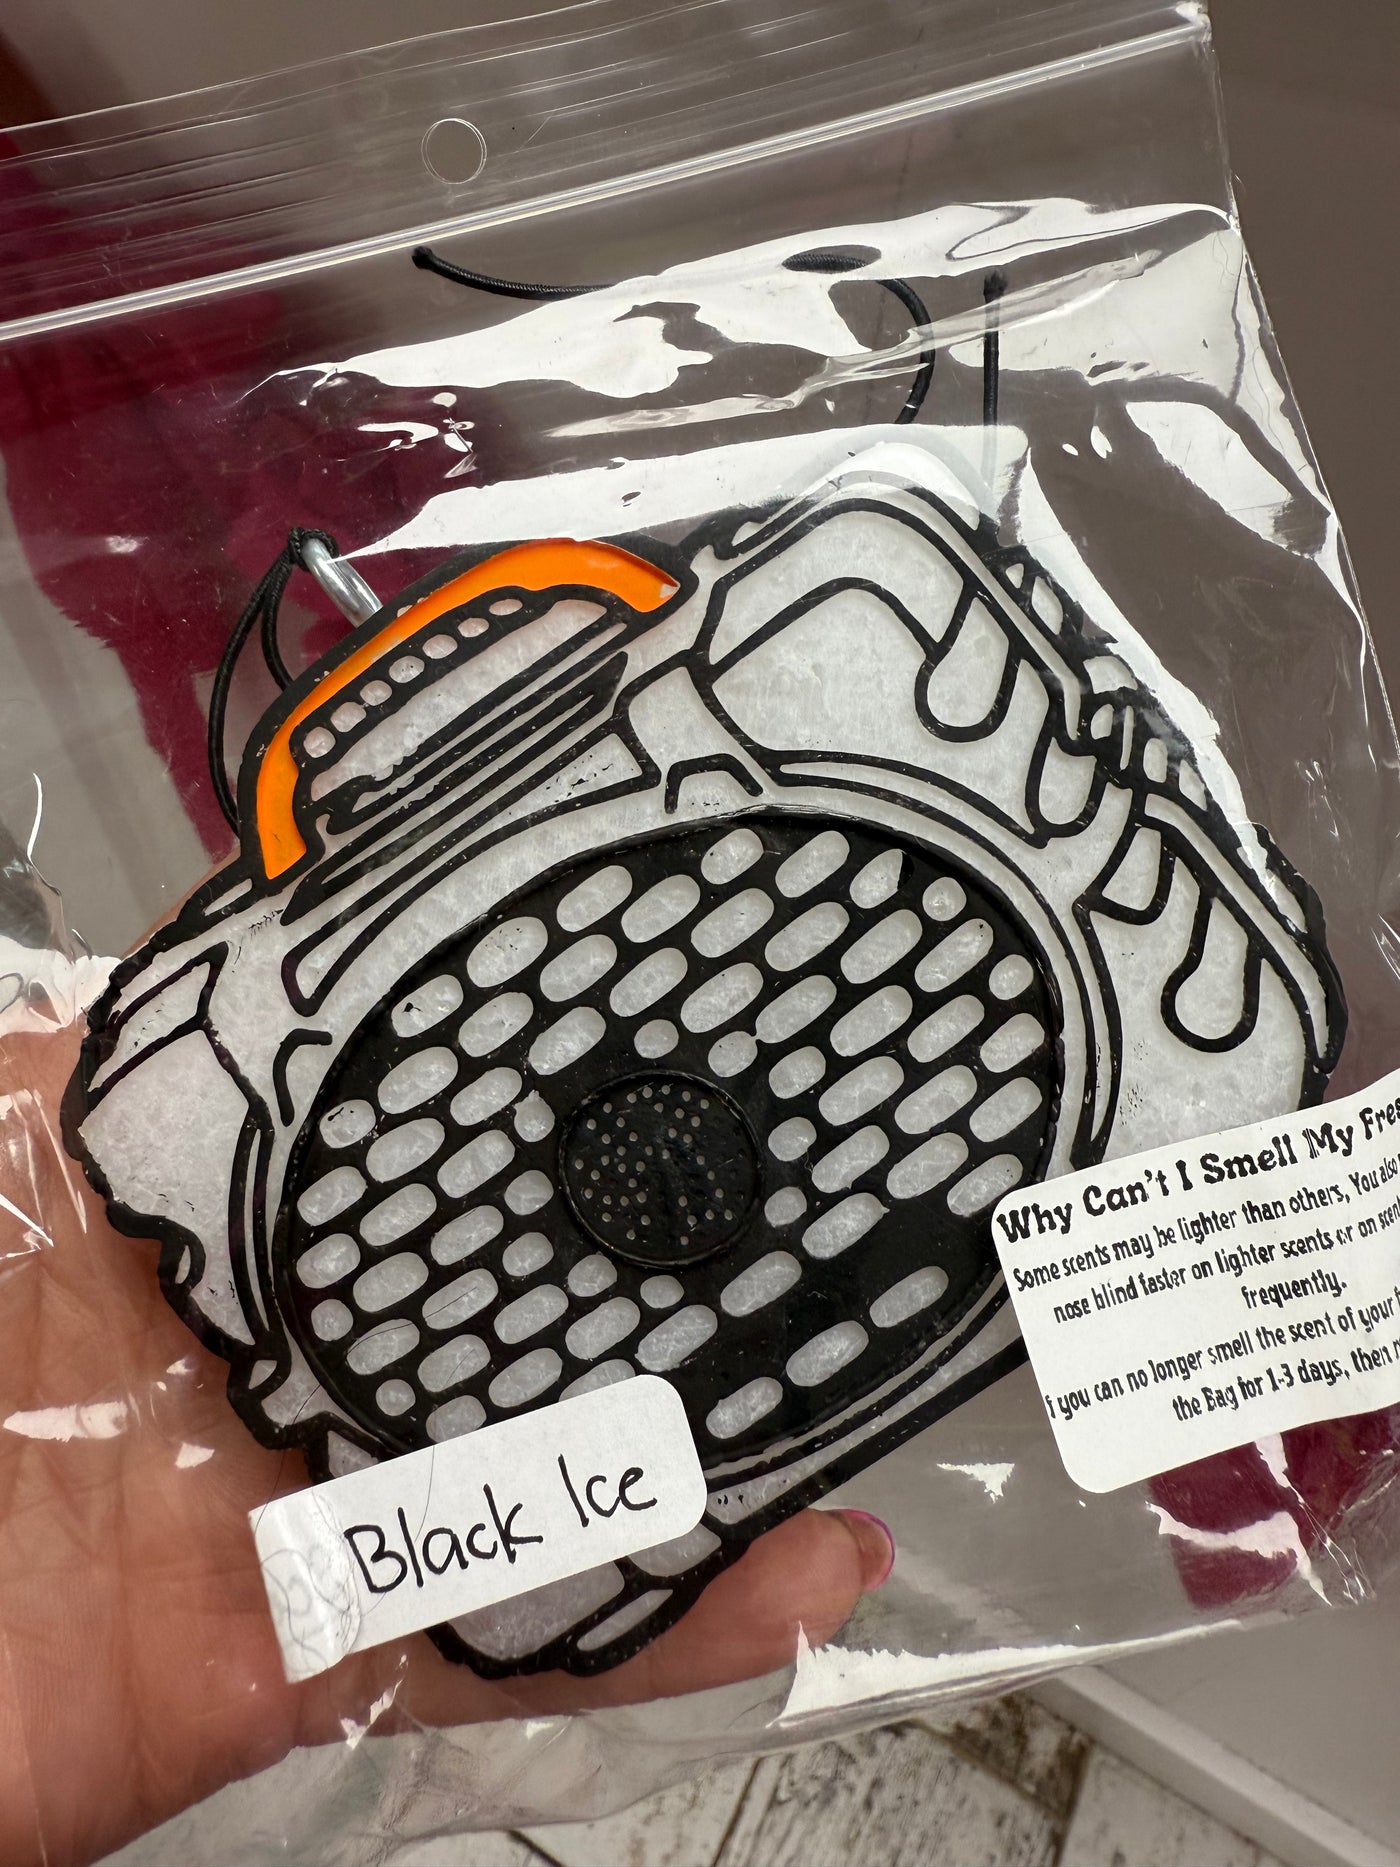 Why Can't I Smell My Fres
Some scents may be lighter than others, You also
nose blind faster on lighter scents or on scen
frequently.
f you can no longer smell the scent of your
the Bag for 1-3 days, then
Black Ice